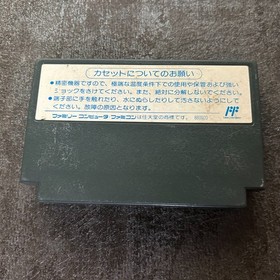 カセットについてのお願い
●精密機器ですので、極端な温度条件下での使用や保管および強い
ショックをさけてください。また、絶対に分解しないでください。
●端子部に手を触れたり、水にぬらしたりして汚さないようにして
ください。故障の原因となります。
ファミリーコンピュータ ファミコンは任天堂の商標です。